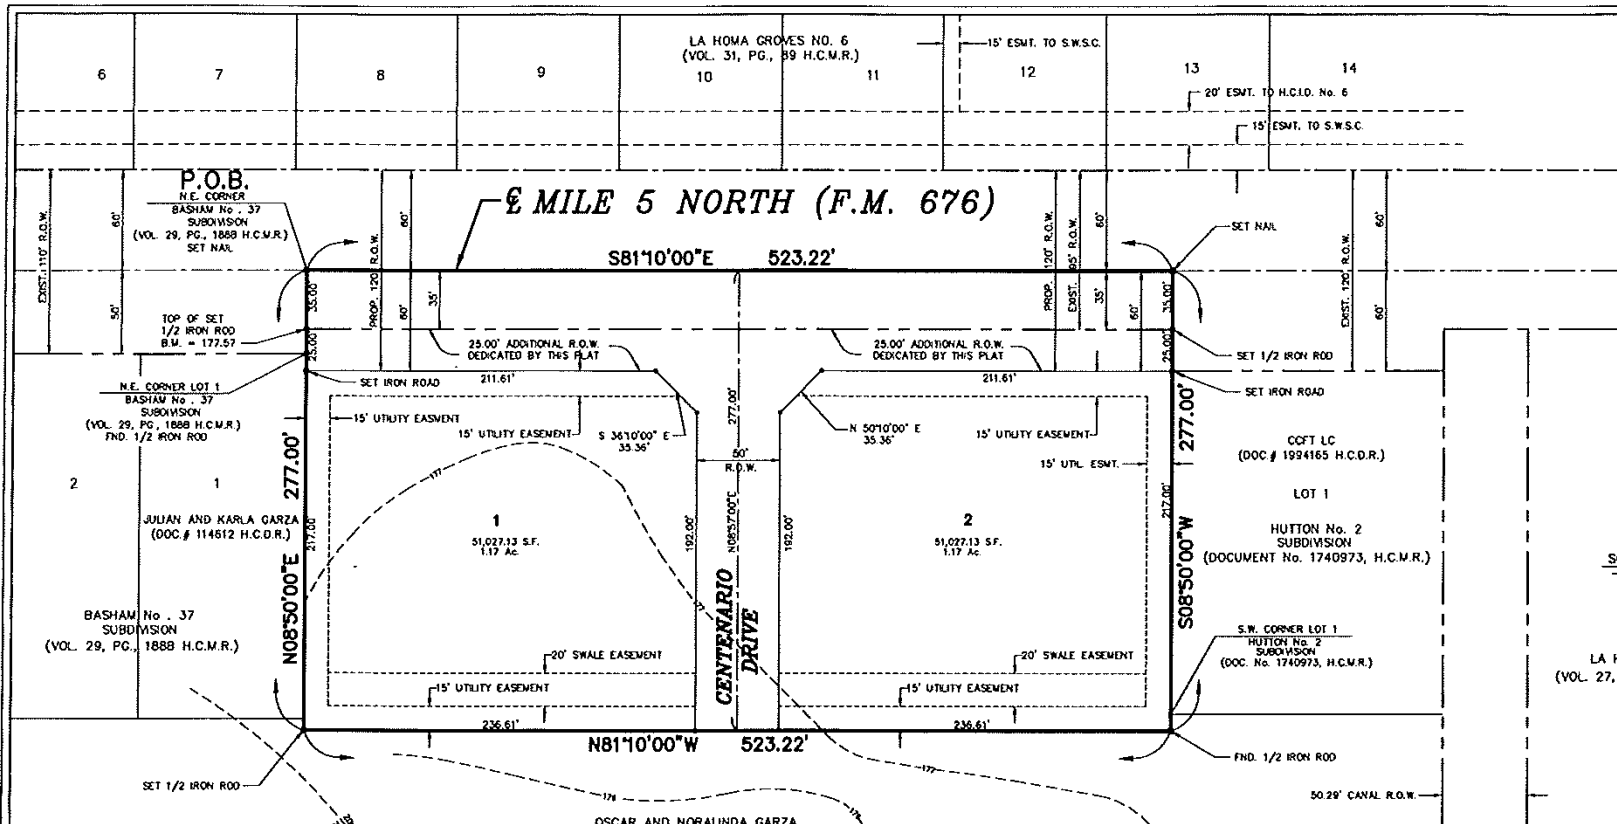 LA HOMA GROVES NO. 6
(VOL. 31, PG., 89 H.C.M.R.)
15' ESMT. TO S.W.S.C.
6
7
8
9
10
11
12
13
14
20' ESMT. TO H.C.I.D. No. 6
15' ESMT. TO S.W.S.C.
P.O.B.
N.E. CORNER
BASHAM No . 37
SUBDIVISION
(VOL. 29, PG., 188B H.C.M.R.)
SET NAIL
℄ MILE 5 NORTH (F.M. 676)
SET NAIL
S81°10'00"E 523.22'
EXIST. 110' R.O.W.
60'
50'
PROP. 120' R.O.W.
60'
60'
35'
PROP. 120' R.O.W.
EXIST. 95' R.O.W.
60'
35'
60'
EXIST. 120' R.O.W.
60'
60'
35.00'
25.00'
35.00'
25.00'
TOP OF SET
1/2 IRON ROD
B.M. = 177.57
25.00' ADDITIONAL R.O.W.
DEDICATED BY THIS PLAT
25.00' ADDITIONAL R.O.W.
DEDICATED BY THIS PLAT
SET 1/2 IRON ROD
N.E. CORNER LOT 1
BASHAM No . 37
SUBDIVISION
(VOL. 29, PG., 188B H.C.M.R.)
FND. 1/2 IRON ROD
SET IRON ROAD
211.61'
211.61'
SET IRON ROAD
15' UTILITY EASMENT
15' UTILITY EASEMENT
S 36°10'00" E
35.36'
277.00'
N 50°10'00" E
35.36'
15' UTILITY EASEMENT
15' UTIL. ESMT.
50'
R.O.W.
277.00'
277.00'
CCFT LC
(DOC.# 1994165 H.C.D.R.)
LOT 1
HUTTON No. 2
SUBDIVISION
(DOCUMENT No. 1740973, H.C.M.R.)
2
1
JULIAN AND KARLA GARZA
(DOC.# 114612 H.C.D.R.)
177
1
51,027.13 S.F.
1.17 Ac.
2
51,027.13 S.F.
1.17 Ac.
217.00'
192.00'
N08°57'00"E
192.00'
217.00'
N08°50'00"E
S08°50'00"W
177
CENTENARIO
DRIVE
BASHAM No . 37
SUBDIVISION
(VOL. 29, PG., 188B H.C.M.R.)
S.W. CORNER LOT 1
HUTTON No. 2
SUBDIVISION
(DOC. No. 1740973, H.C.M.R.)
20' SWALE EASEMENT
20' SWALE EASEMENT
15' UTILITY EASEMENT
15' UTILITY EASEMENT
LA H
(VOL. 27,
236.61'
236.61'
N81°10'00"W 523.22'
SET 1/2 IRON ROD
FND. 1/2 IRON ROD
177
176
50.29' CANAL R.O.W.
OSCAR AND NORALINDA GARZA